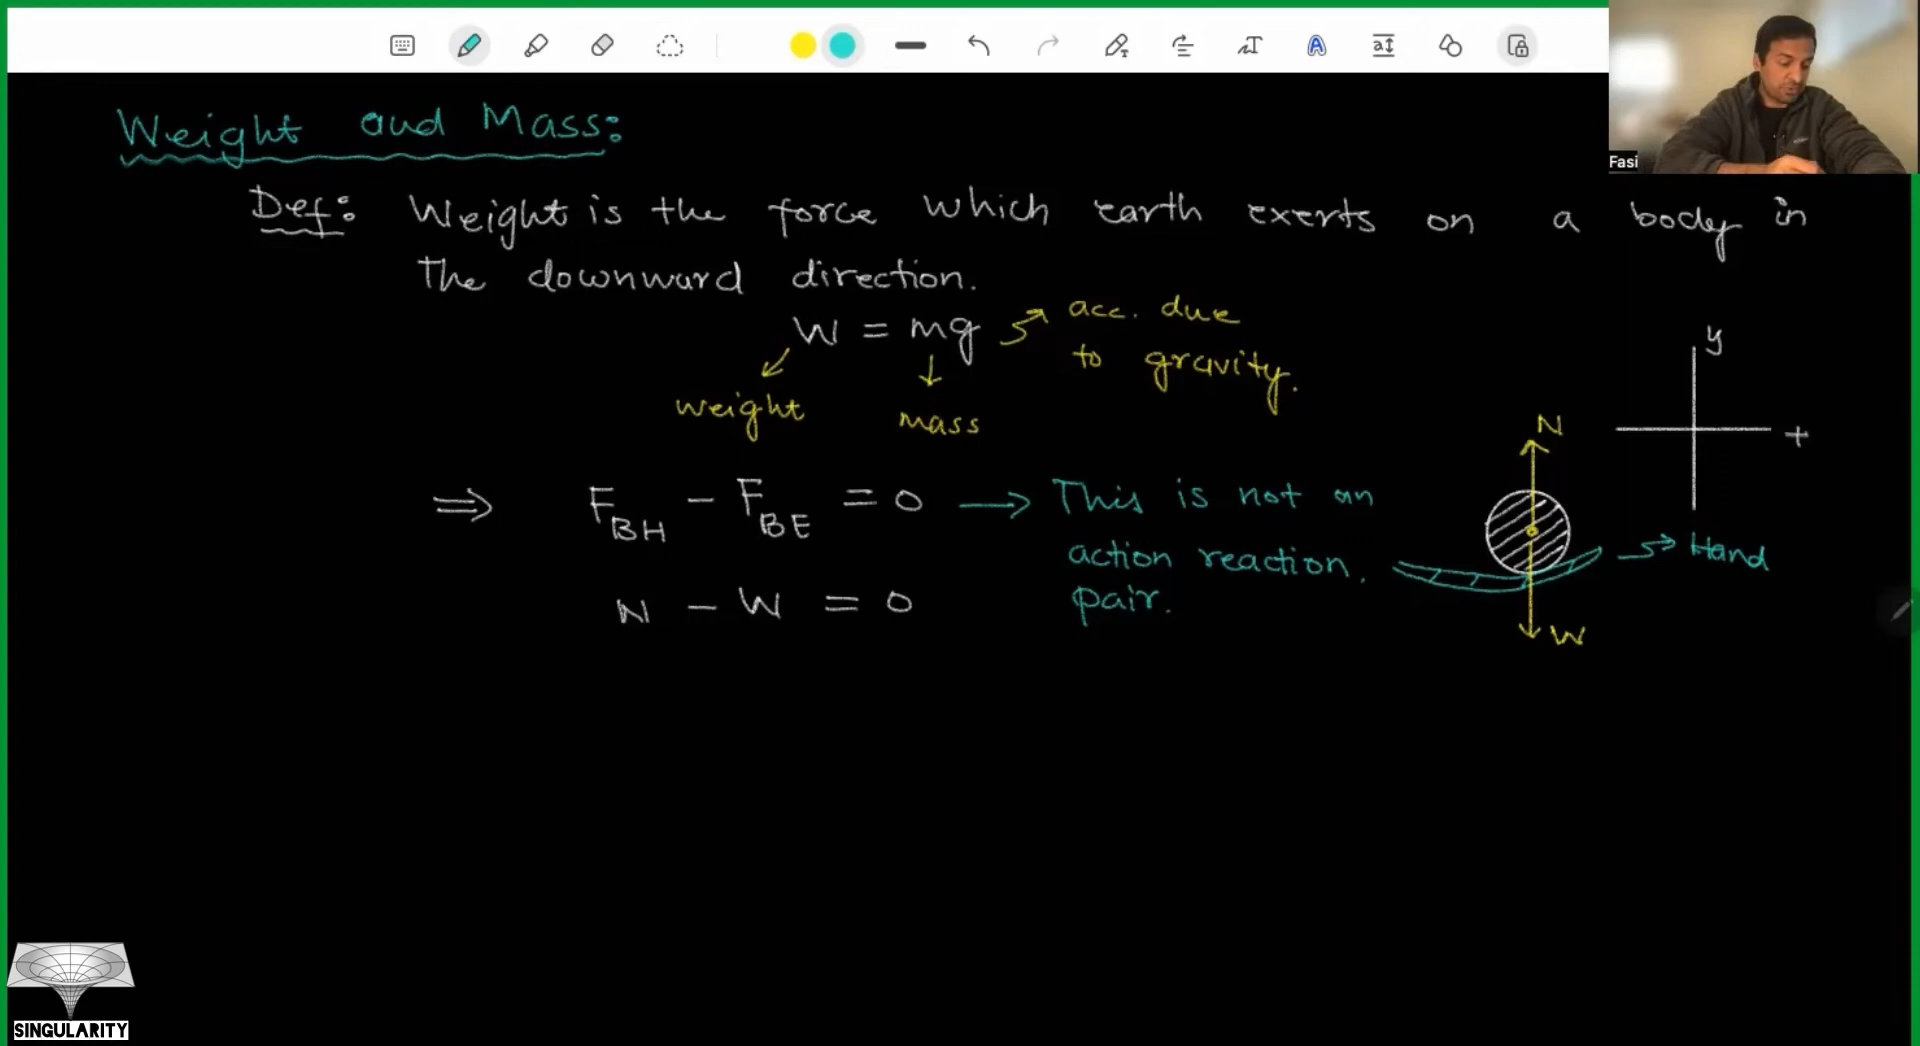 Fasi
Weight and Mass:
Def: Weight is the force which earth exerts on a body in
the downward direction.
W = mg
acc. due
to gravity.
weight
mass
y
+
N
⇒ F_BH - F_BE = 0 → This is not an
action reaction.
pair.
Hand
N - W = 0
W
SINGULARITY